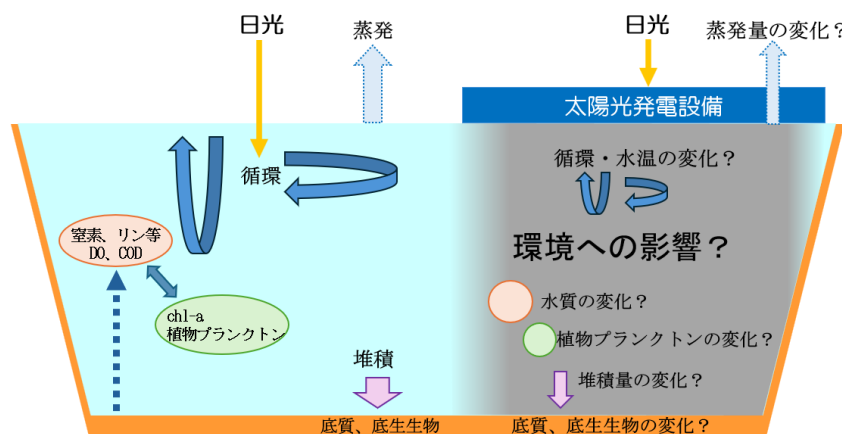 日光
蒸発
日光
蒸発量の変化？
太陽光発電設備
循環
循環・水温の変化？
窒素、リン等
DO、COD
環境への影響？
chl-a
植物プランクトン
水質の変化？
植物プランクトンの変化？
堆積
堆積量の変化？
底質、底生生物
底質、底生生物の変化？